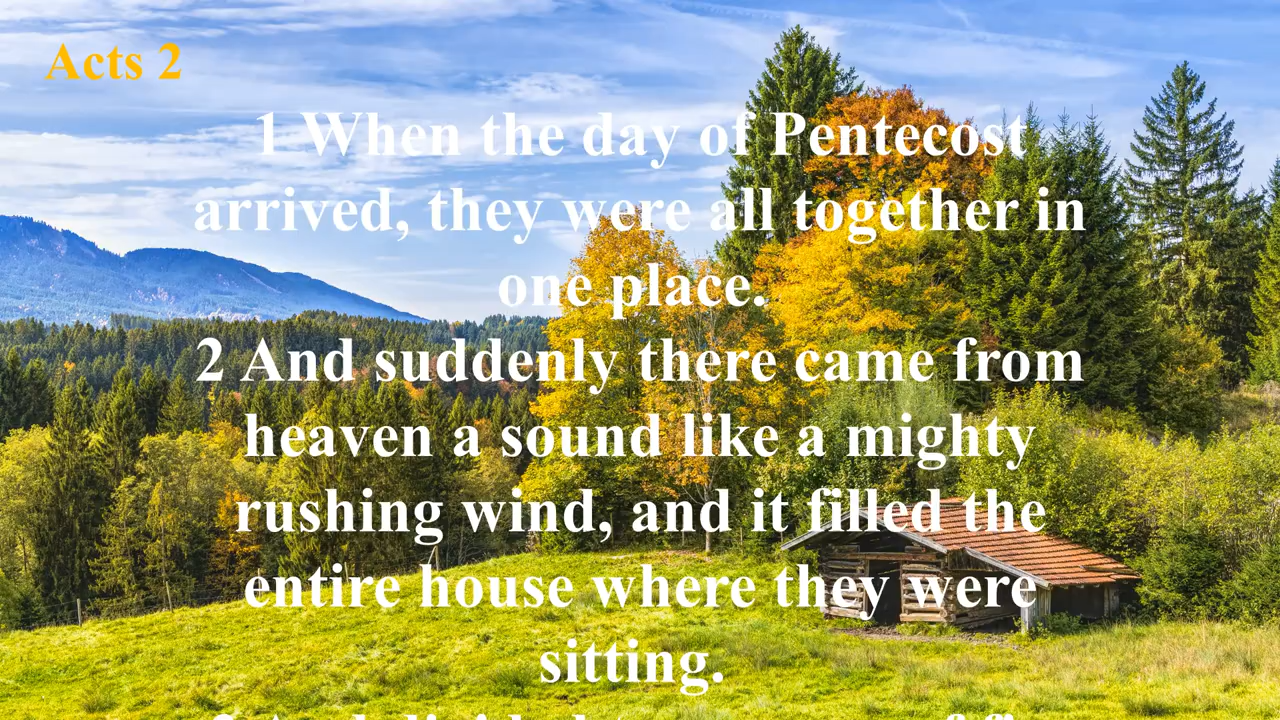 Acts 2
1 When the day of Pentecost
arrived, they were all together in
one place.
2 And suddenly there came from
heaven a sound like a mighty
rushing wind, and it filled the
entire house where they were
sitting.